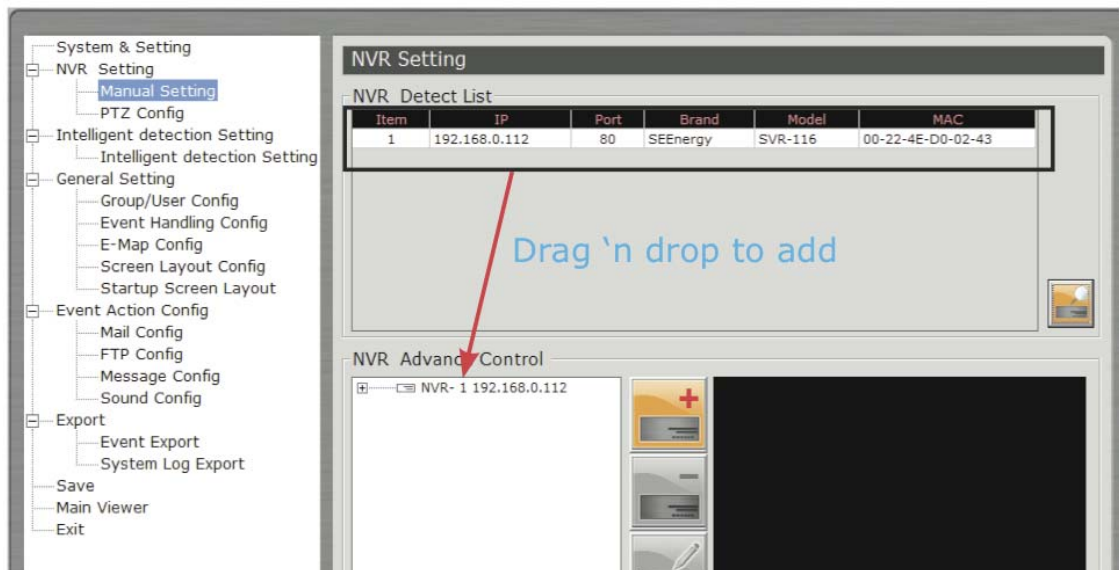 System & Setting
NVR Setting
Manual Setting
PTZ Config
Intelligent detection Setting
Intelligent detection Setting
General Setting
Group/User Config
Event Handling Config
E-Map Config
Screen Layout Config
Startup Screen Layout
Event Action Config
Mail Config
FTP Config
Message Config
Sound Config
Export
Event Export
System Log Export
Save
Main Viewer
Exit
NVR Setting
NVR Detect List
Item IP Port Brand Model MAC
1 192.168.0.112 80 SEEnergy SVR-116 00-22-4E-D0-02-43
Drag ‘n drop to add
NVR Advance Control
NVR- 1 192.168.0.112